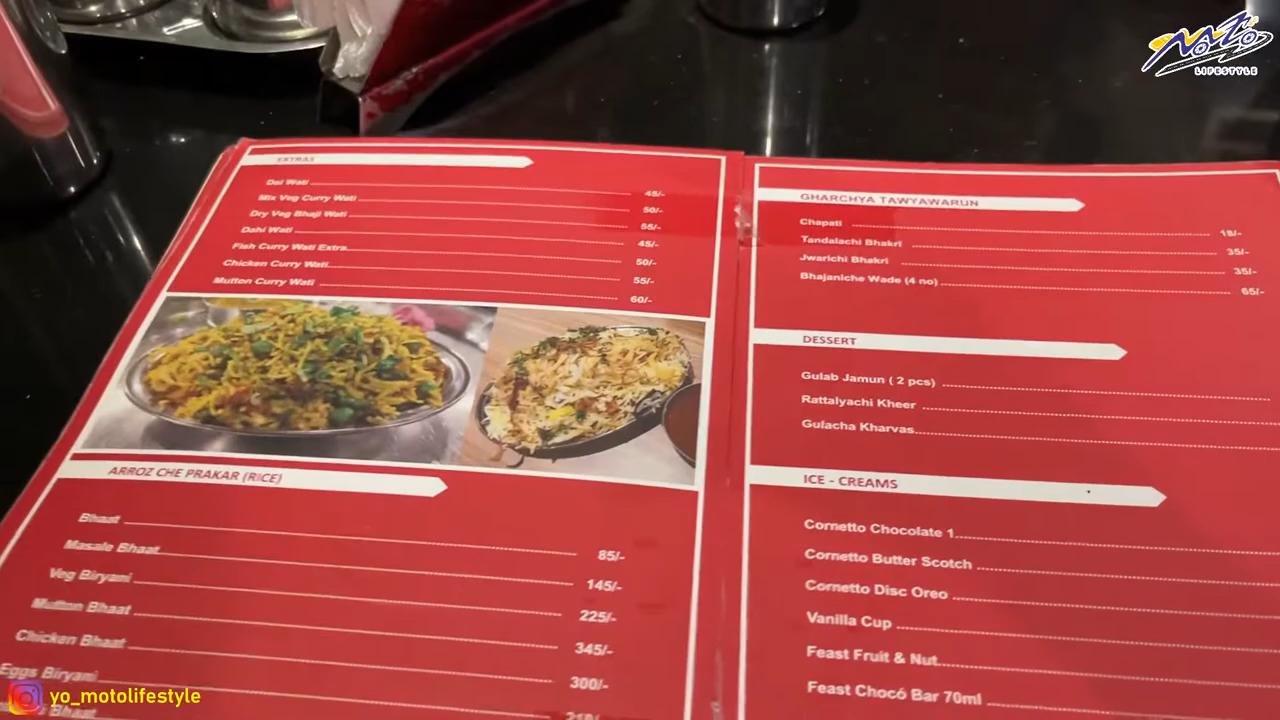 MOTO
LIFESTYLE
EXTRAS
Dal Wati 45/-
Mix Veg Curry Wati 50/-
Dry Veg Bhaji Wati 55/-
Dahi Wati 45/-
Fish Curry Wati Extra 50/-
Chicken Curry Wati 55/-
Mutton Curry Wati 60/-
ARROZ CHE PRAKAR (RICE)
Bhaat 85/-
Masale Bhaat 145/-
Veg Biryani 225/-
Mutton Bhaat 345/-
Chicken Bhaat 300/-
Eggs Biryani
Bhaat
GHARCHYA TAWYAWARUN
Chapati 18/-
Tandalachi Bhakri 35/-
Jwarichi Bhakri 35/-
Bhajaniche Wade (4 no) 65/-
DESSERT
Gulab Jamun ( 2 pcs)
Rattalyachi Kheer
Gulacha Kharvas
ICE - CREAMS
Cornetto Chocolate 1
Cornetto Butter Scotch
Cornetto Disc Oreo
Vanilla Cup
Feast Fruit & Nut
Feast Chocó Bar 70ml
yo_motolifestyle